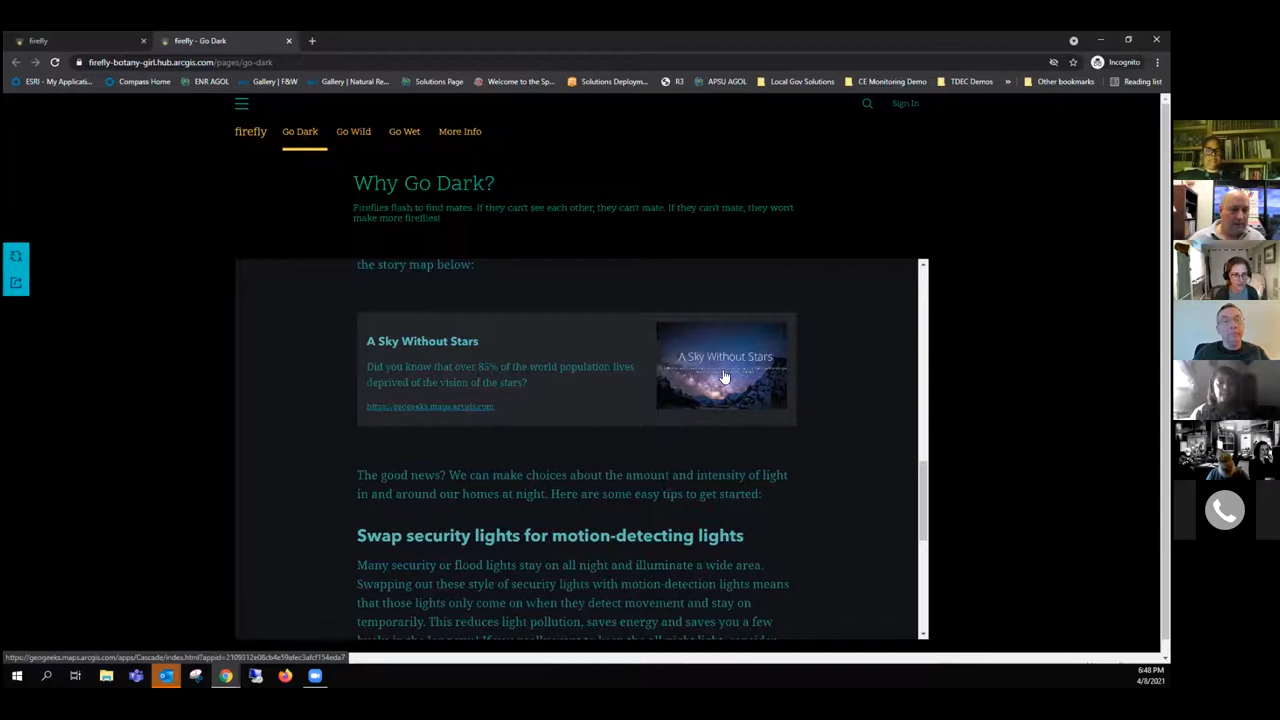 firefly
firefly - Go Dark
firefly-botany-girl.hub.arcgis.com/pages/go-dark
Incognito
ESRI - My Applicati...
Compass Home
ENR AGOL
Gallery | F&W
Gallery | Natural Re...
Solutions Page
Welcome to the Sp...
Solutions Deploym...
R3
APSU AGOL
Local Gov Solutions
CE Monitoring Demo
TDEC Demos
»
Other bookmarks
Reading list
Sign In
firefly
Go Dark
Go Wild
Go Wet
More Info
Why Go Dark?
Fireflies flash to find mates. If they can't see each other, they can't mate. If they can't mate, they won't
make more fireflies!
the story map below:
A Sky Without Stars
Did you know that over 85% of the world population lives
deprived of the vision of the stars?
https://geogeeks.maps.arcgis.com
A Sky Without Stars
The good news? We can make choices about the amount and intensity of light
in and around our homes at night. Here are some easy tips to get started:
Swap security lights for motion-detecting lights
Many security or flood lights stay on all night and illuminate a wide area.
Swapping out these style of security lights with motion-detection lights means
that those lights only come on when they detect movement and stay on
temporarily. This reduces light pollution, saves energy and saves you a few
https://geogeeks.maps.arcgis.com/apps/Cascade/index.html?appid=2109312e08cb4e59afec3afcf154eda7
6:48 PM
4/8/2021